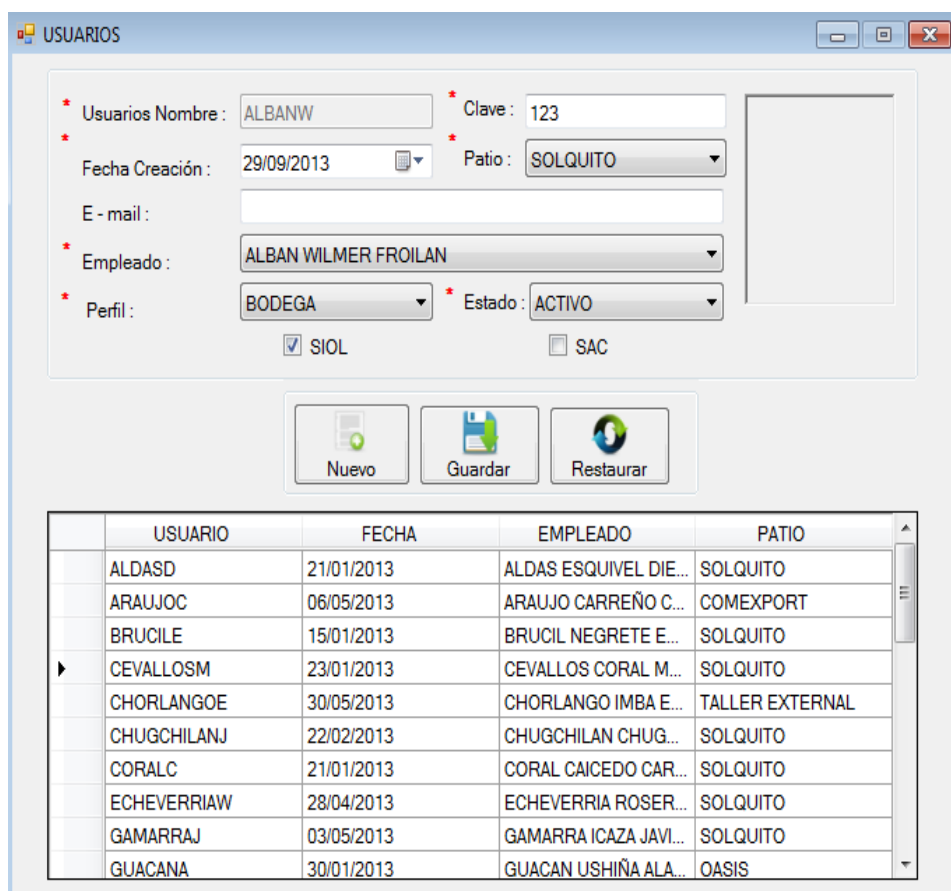 USUARIOS
* Usuarios Nombre : ALBANW * Clave : 123
* Fecha Creación : 29/09/2013 * Patio : SOLQUITO
E - mail :
* Empleado : ALBAN WILMER FROILAN
* Perfil : BODEGA * Estado : ACTIVO
SIOL SAC
Nuevo Guardar Restaurar
USUARIO FECHA EMPLEADO PATIO
ALDASD 21/01/2013 ALDAS ESQUIVEL DIE... SOLQUITO
ARAUJOC 06/05/2013 ARAUJO CARREÑO C... COMEXPORT
BRUCILE 15/01/2013 BRUCIL NEGRETE E... SOLQUITO
CEVALLOSM 23/01/2013 CEVALLOS CORAL M... SOLQUITO
CHORLANGOE 30/05/2013 CHORLANGO IMBA E... TALLER EXTERNAL
CHUGCHILANJ 22/02/2013 CHUGCHILAN CHUG... SOLQUITO
CORALC 21/01/2013 CORAL CAICEDO CAR... SOLQUITO
ECHEVERRIAW 28/04/2013 ECHEVERRIA ROSER... SOLQUITO
GAMARRAJ 03/05/2013 GAMARRA ICAZA JAVI... SOLQUITO
GUACANA 30/01/2013 GUACAN USHIÑA ALA... OASIS